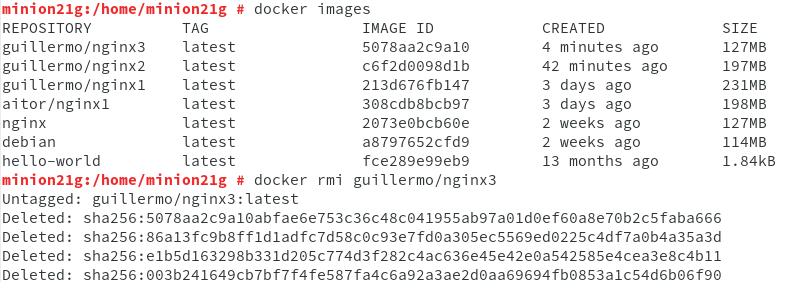 minion21g:/home/minion21g # docker images
REPOSITORY TAG IMAGE ID CREATED SIZE
guillermo/nginx3 latest 5078aa2c9a10 4 minutes ago 127MB
guillermo/nginx2 latest c6f2d0098d1b 42 minutes ago 197MB
guillermo/nginx1 latest 213d676fb147 3 days ago 231MB
aitor/nginx1 latest 308cdb8bcb97 3 days ago 198MB
nginx latest 2073e0bcb60e 2 weeks ago 127MB
debian latest a8797652cfd9 2 weeks ago 114MB
hello-world latest fce289e99eb9 13 months ago 1.84kB
minion21g:/home/minion21g # docker rmi guillermo/nginx3
Untagged: guillermo/nginx3:latest
Deleted: sha256:5078aa2c9a10abfae6e753c36c48c041955ab97a01d0ef60a8e70b2c5faba666
Deleted: sha256:86a13fc9b8ff1d1adfc7d58c0c93e7fd0a305ec5569ed0225c4df7a0b4a35a3d
Deleted: sha256:e1b5d163298b331d205c774d3f282c4ac636e45e42e0a542585e4cea3e8c4b11
Deleted: sha256:003b241649cb7bf7f4fe587fa4c6a92a3ae2d0aa69694fb0853a1c54d6b06f90